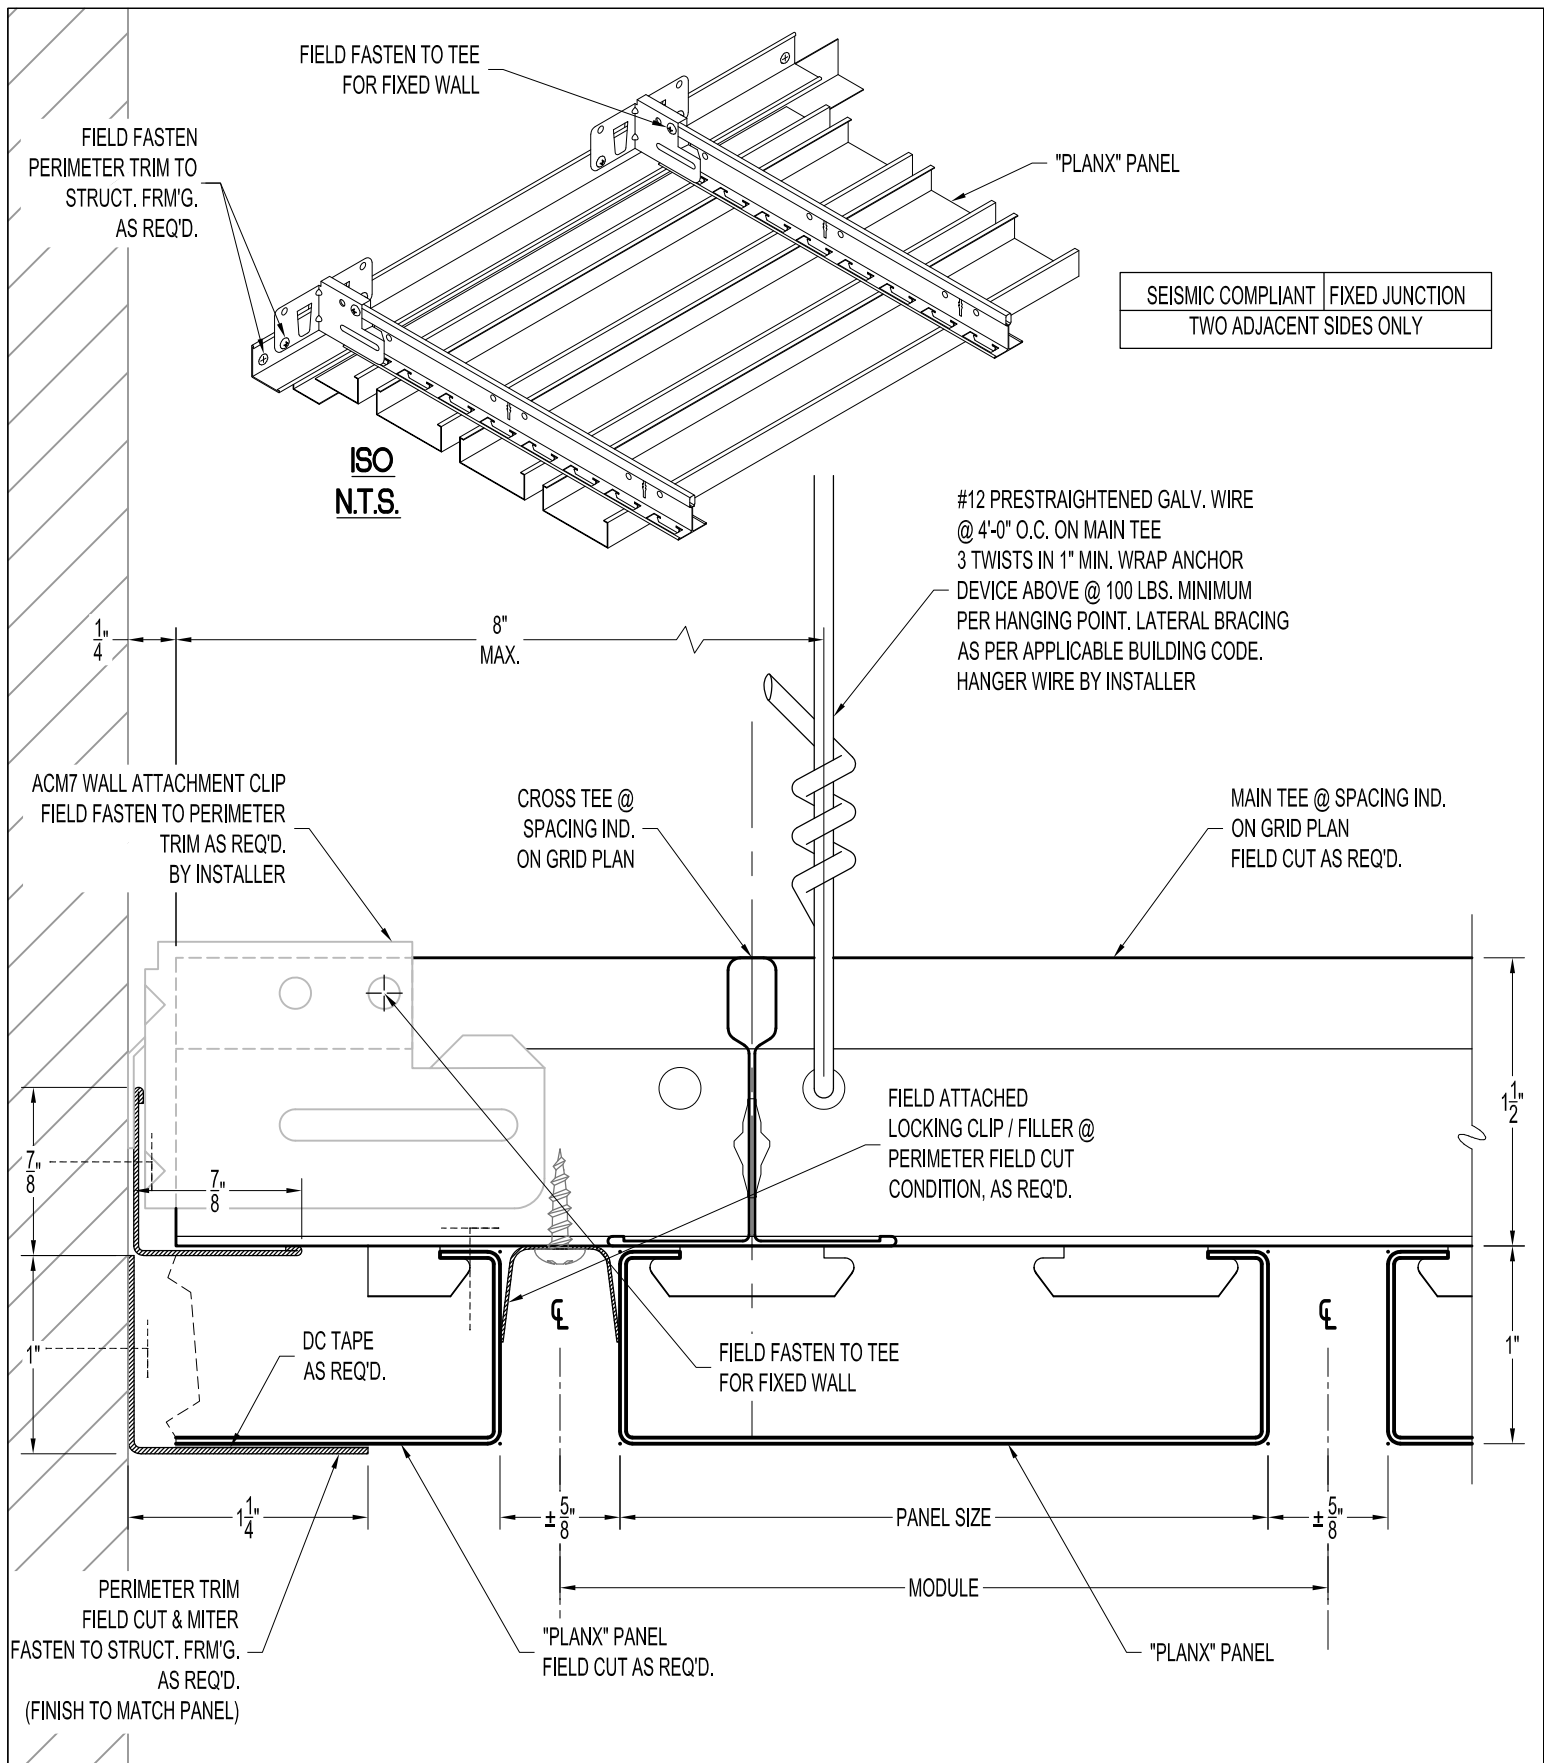 FIELD FASTEN TO TEE
FOR FIXED WALL
FIELD FASTEN
PERIMETER TRIM TO
STRUCT. FRM'G.
AS REQ'D.
"PLANX" PANEL
SEISMIC COMPLIANT FIXED JUNCTION
TWO ADJACENT SIDES ONLY
ISO
N.T.S.
#12 PRESTRAIGHTENED GALV. WIRE
@ 4'-0" O.C. ON MAIN TEE
3 TWISTS IN 1" MIN. WRAP ANCHOR
DEVICE ABOVE @ 100 LBS. MINIMUM
PER HANGING POINT. LATERAL BRACING
AS PER APPLICABLE BUILDING CODE.
HANGER WIRE BY INSTALLER
1/4"
8"
MAX.
ACM7 WALL ATTACHMENT CLIP
FIELD FASTEN TO PERIMETER
TRIM AS REQ'D.
BY INSTALLER
CROSS TEE @
SPACING IND.
ON GRID PLAN
MAIN TEE @ SPACING IND.
ON GRID PLAN
FIELD CUT AS REQ'D.
1 1/2"
FIELD ATTACHED
LOCKING CLIP / FILLER @
PERIMETER FIELD CUT
CONDITION, AS REQ'D.
7/8"
7/8"
℄
℄
DC TAPE
AS REQ'D.
FIELD FASTEN TO TEE
FOR FIXED WALL
1"
1"
1 1/4"
± 5/8"
PANEL SIZE
± 5/8"
MODULE
PERIMETER TRIM
FIELD CUT & MITER
FASTEN TO STRUCT. FRM'G.
AS REQ'D.
(FINISH TO MATCH PANEL)
"PLANX" PANEL
FIELD CUT AS REQ'D.
"PLANX" PANEL